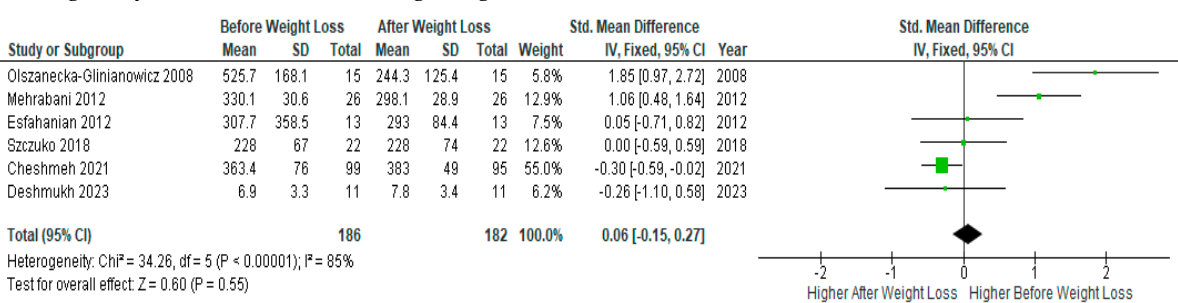 Before Weight Loss After Weight Loss Std. Mean Difference Std. Mean Difference
Study or Subgroup Mean SD Total Mean SD Total Weight IV, Fixed, 95% CI Year IV, Fixed, 95% CI
Olszanecka-Glinianowicz 2008 525.7 168.1 15 244.3 125.4 15 5.8% 1.85 [0.97, 2.72] 2008
Mehrabani 2012 330.1 30.6 26 298.1 28.9 26 12.9% 1.06 [0.48, 1.64] 2012
Esfahanian 2012 307.7 358.5 13 293 84.4 13 7.5% 0.05 [-0.71, 0.82] 2012
Szczuko 2018 228 67 22 228 74 22 12.6% 0.00 [-0.59, 0.59] 2018
Cheshmeh 2021 363.4 76 99 383 49 95 55.0% -0.30 [-0.59, -0.02] 2021
Deshmukh 2023 6.9 3.3 11 7.8 3.4 11 6.2% -0.26 [-1.10, 0.58] 2023
Total (95% CI) 186 182 100.0% 0.06 [-0.15, 0.27]
Heterogeneity: Chi² = 34.26, df = 5 (P < 0.00001); I² = 85%
Test for overall effect: Z = 0.60 (P = 0.55)
-2 -1 0 1 2
Higher After Weight Loss Higher Before Weight Loss